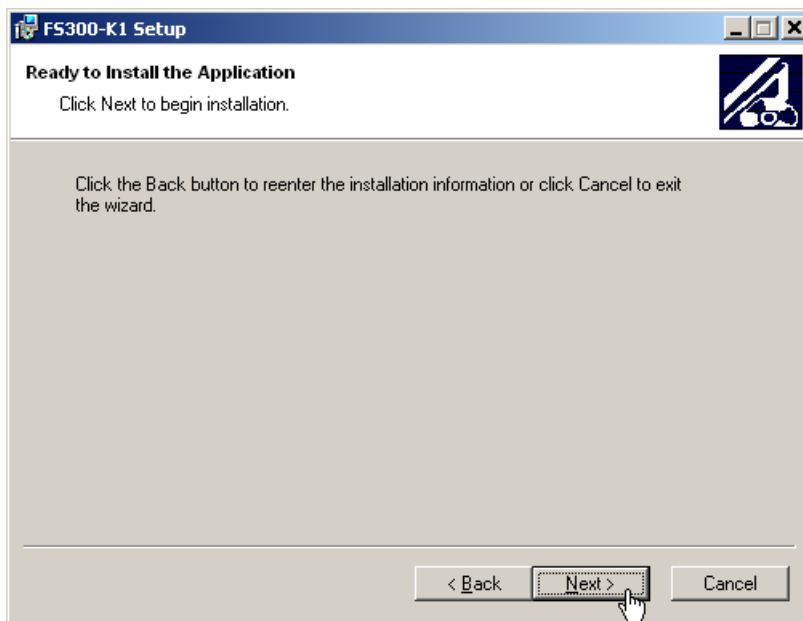 FS300-K1 Setup
Ready to Install the Application
Click Next to begin installation.
Click the Back button to reenter the installation information or click Cancel to exit
the wizard.
< Back
Next >
Cancel